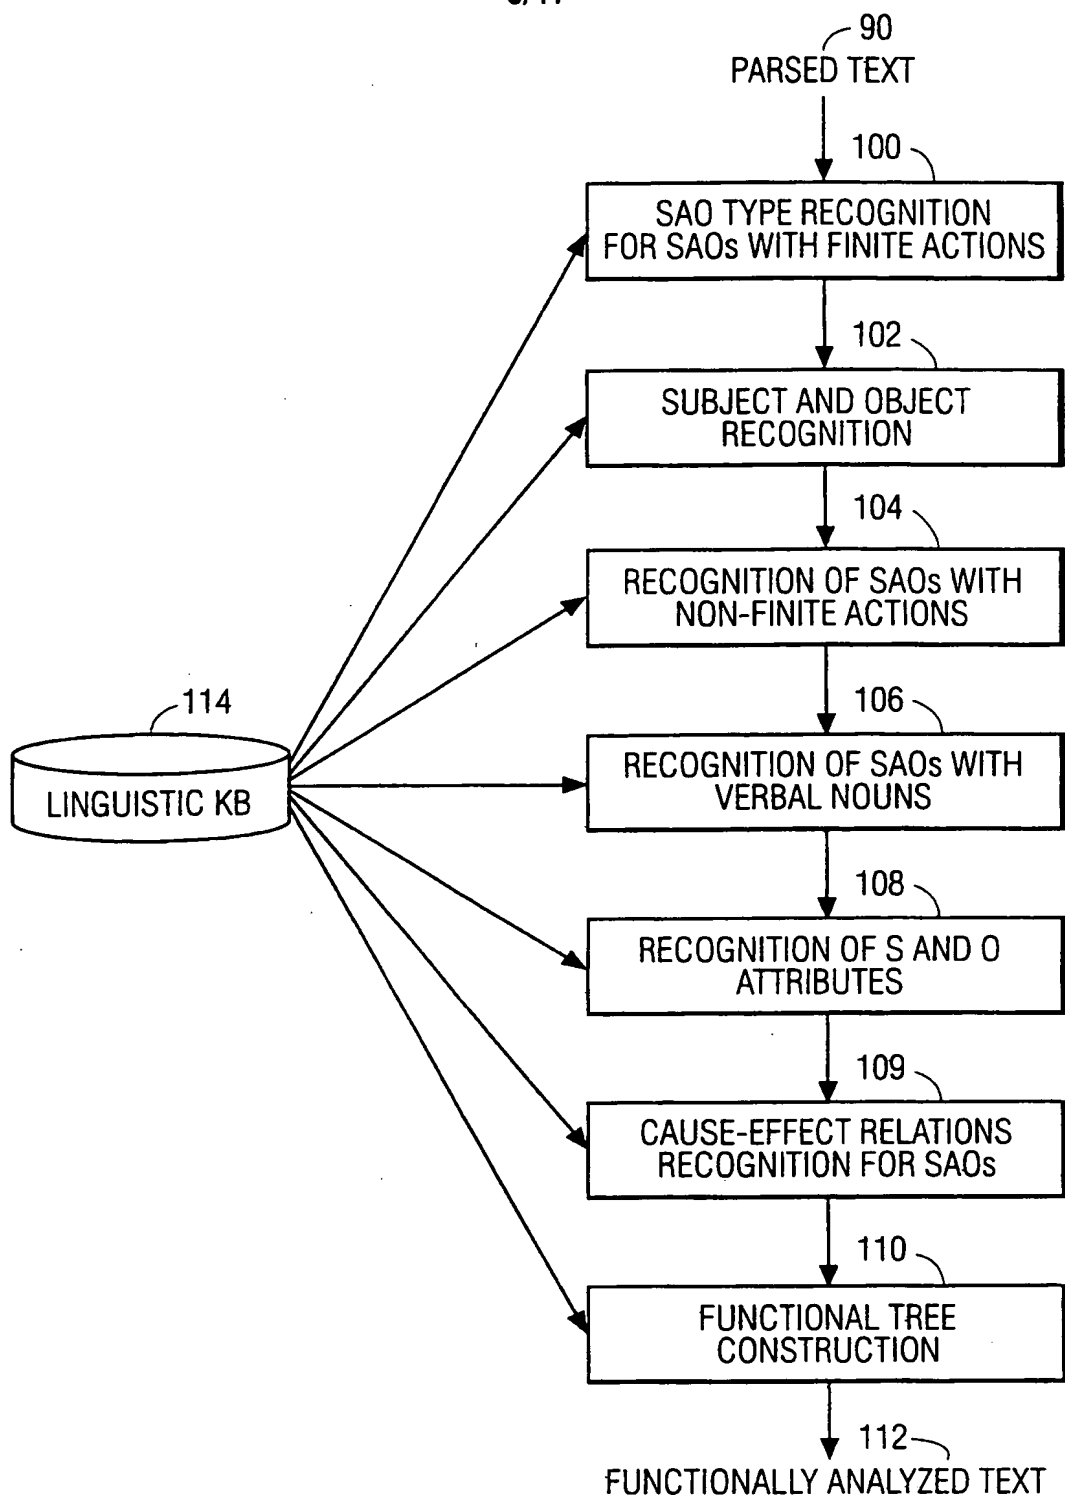 90
PARSED TEXT
100
SAO TYPE RECOGNITION
FOR SAOs WITH FINITE ACTIONS
102
SUBJECT AND OBJECT
RECOGNITION
104
RECOGNITION OF SAOs WITH
NON-FINITE ACTIONS
106
RECOGNITION OF SAOs WITH
VERBAL NOUNS
114
LINGUISTIC KB
108
RECOGNITION OF S AND O
ATTRIBUTES
109
CAUSE-EFFECT RELATIONS
RECOGNITION FOR SAOs
110
FUNCTIONAL TREE
CONSTRUCTION
112
FUNCTIONALLY ANALYZED TEXT